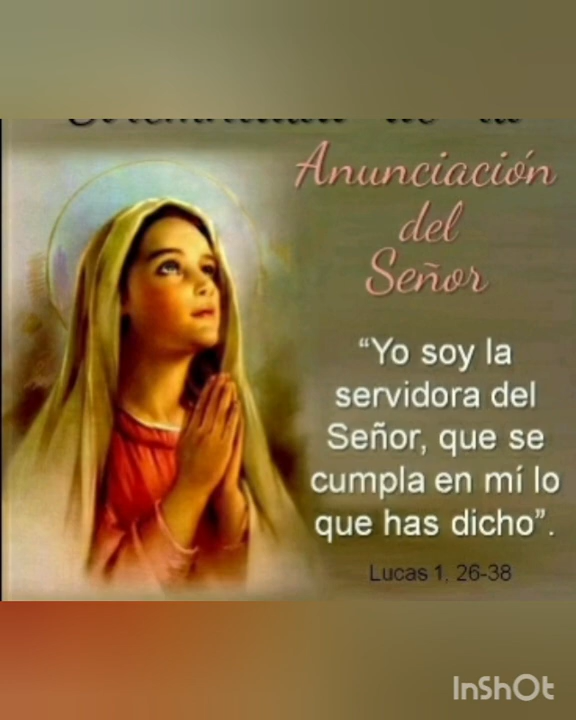 Anunciación
del
Señor
“Yo soy la
servidora del
Señor, que se
cumpla en mí lo
que has dicho”.
Lucas 1, 26-38
InShOt